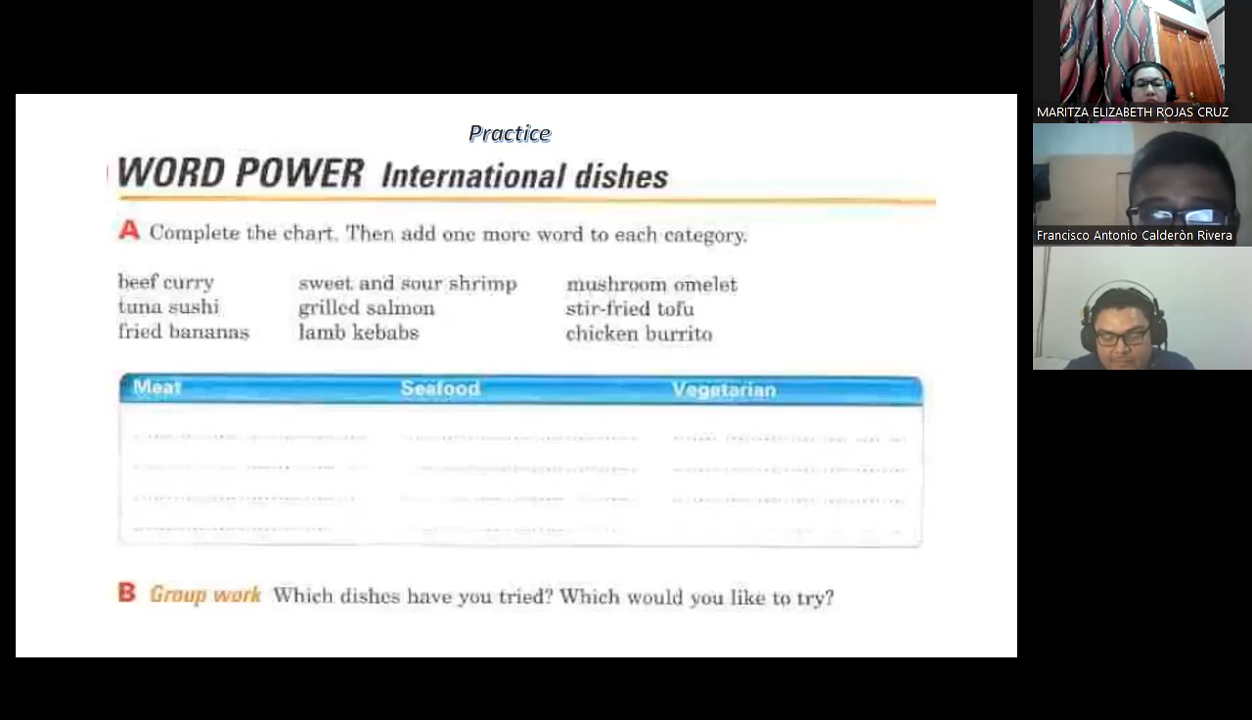 Practice
WORD POWER International dishes
A Complete the chart. Then add one more word to each category.
beef curry sweet and sour shrimp mushroom omelet
tuna sushi grilled salmon stir-fried tofu
fried bananas lamb kebabs chicken burrito
Meat Seafood Vegetarian
B Group work Which dishes have you tried? Which would you like to try?
MARITZA ELIZABETH ROJAS CRUZ
Francisco Antonio Calderòn Rivera